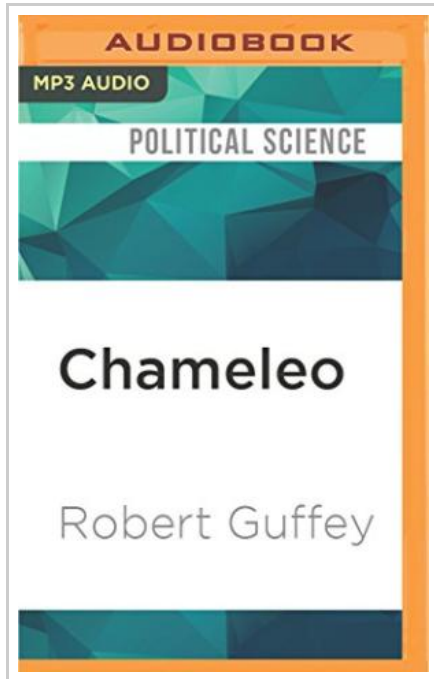 AUDIOBOOK
MP3 AUDIO
POLITICAL SCIENCE
Chameleo
Robert Guffey